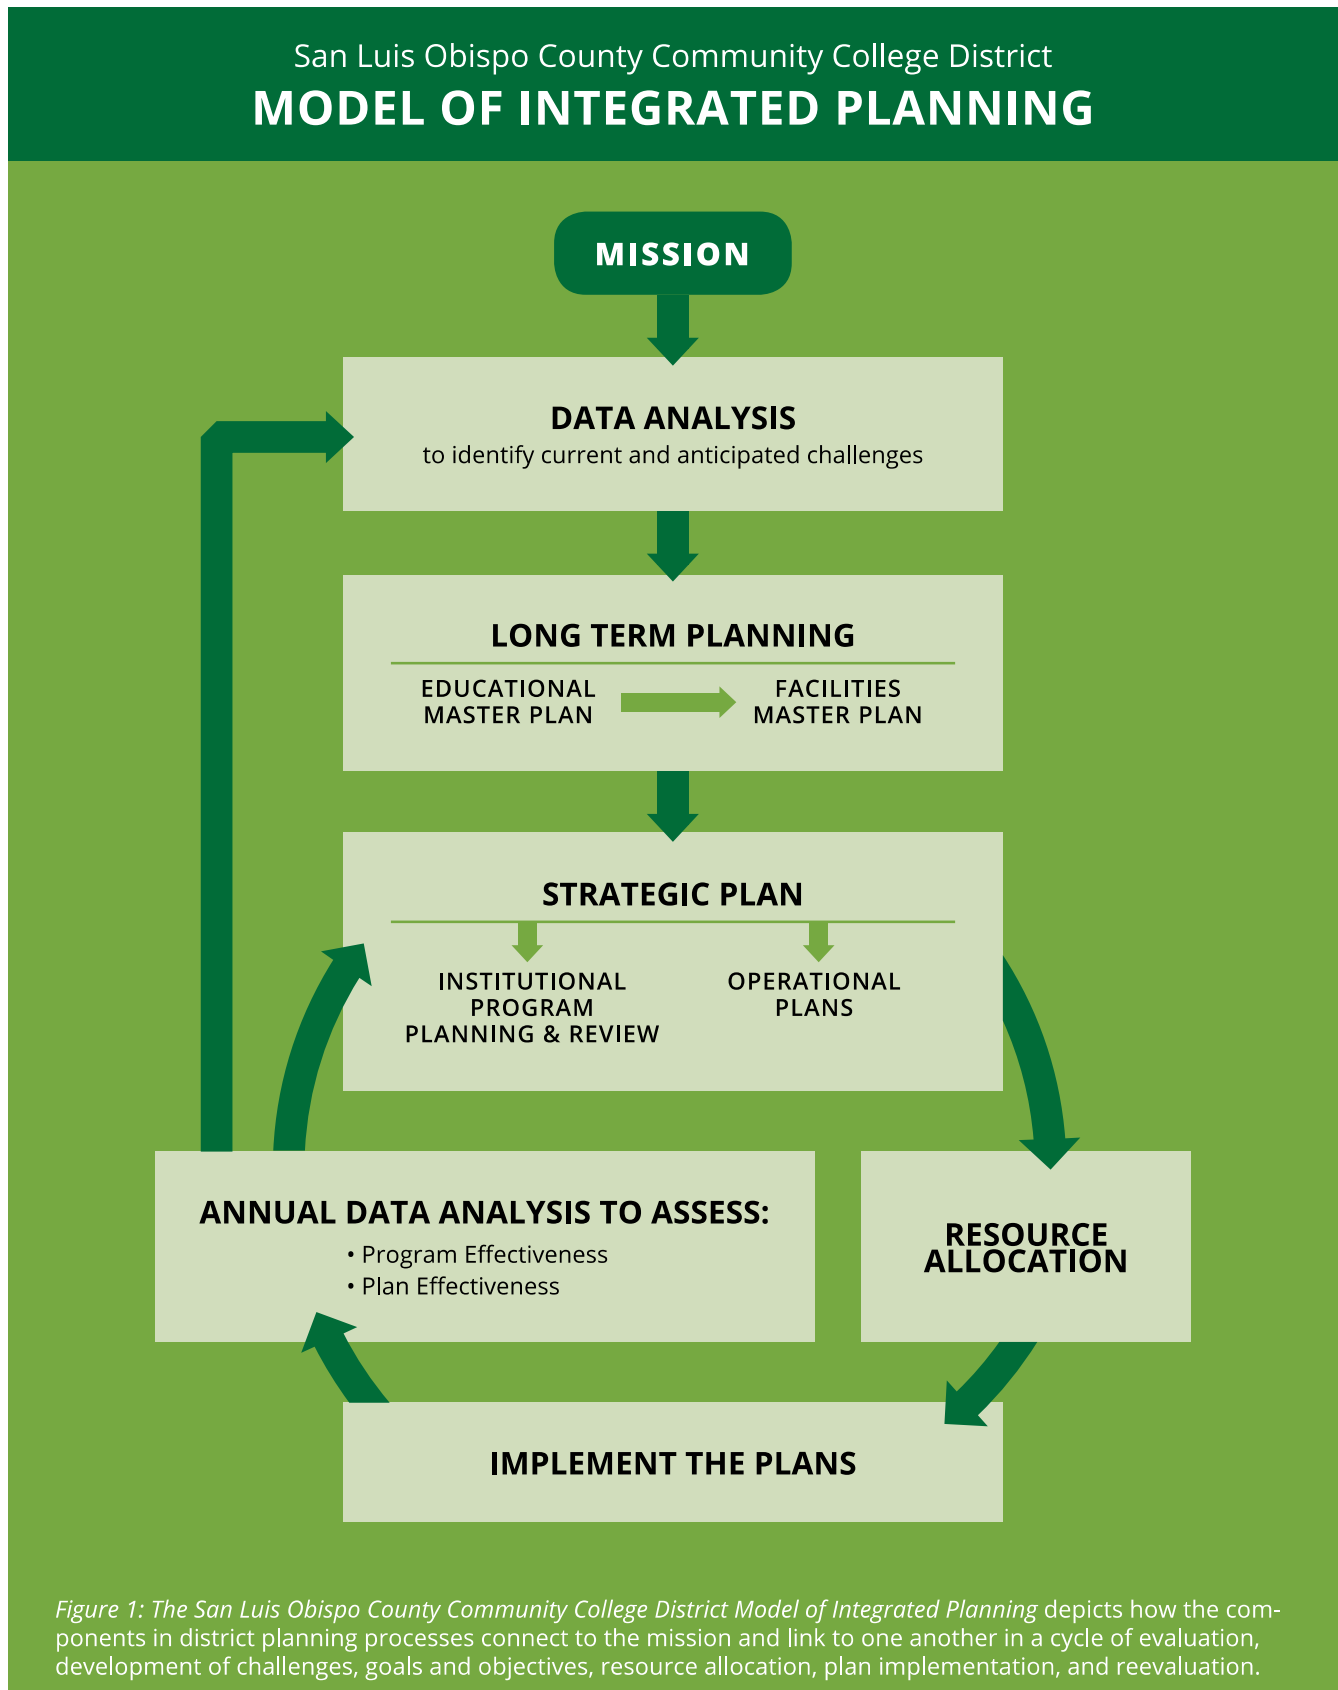 San Luis Obispo County Community College District
MODEL OF INTEGRATED PLANNING
MISSION
DATA ANALYSIS
to identify current and anticipated challenges
LONG TERM PLANNING
EDUCATIONAL
MASTER PLAN
FACILITIES
MASTER PLAN
STRATEGIC PLAN
INSTITUTIONAL
PROGRAM
PLANNING & REVIEW
OPERATIONAL
PLANS
ANNUAL DATA ANALYSIS TO ASSESS:
• Program Effectiveness
• Plan Effectiveness
RESOURCE
ALLOCATION
IMPLEMENT THE PLANS
Figure 1: The San Luis Obispo County Community College District Model of Integrated Planning depicts how the com-
ponents in district planning processes connect to the mission and link to one another in a cycle of evaluation,
development of challenges, goals and objectives, resource allocation, plan implementation, and reevaluation.